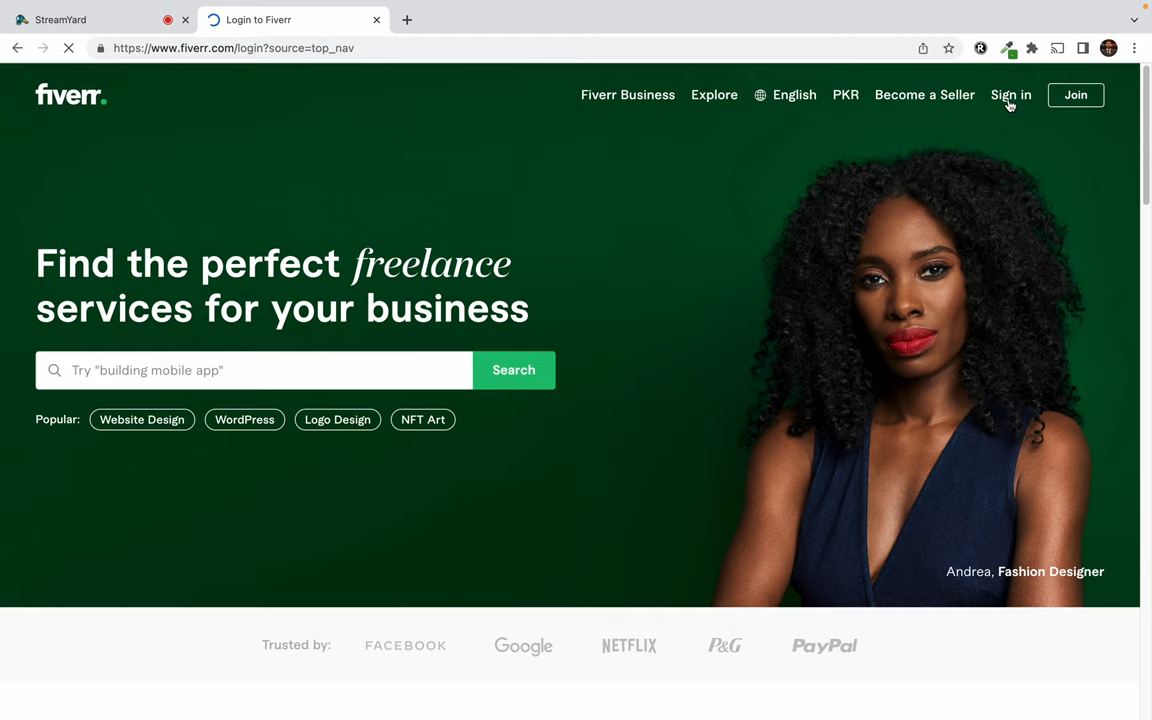 StreamYard
Login to Fiverr
https://www.fiverr.com/login?source=top_nav
fiverr.
Fiverr Business
Explore
English
PKR
Become a Seller
Sign in
Join
Find the perfect freelance
services for your business
Try "building mobile app"
Search
Popular:
Website Design
WordPress
Logo Design
NFT Art
Andrea, Fashion Designer
Trusted by:
FACEBOOK
Google
NETFLIX
P&G
PayPal